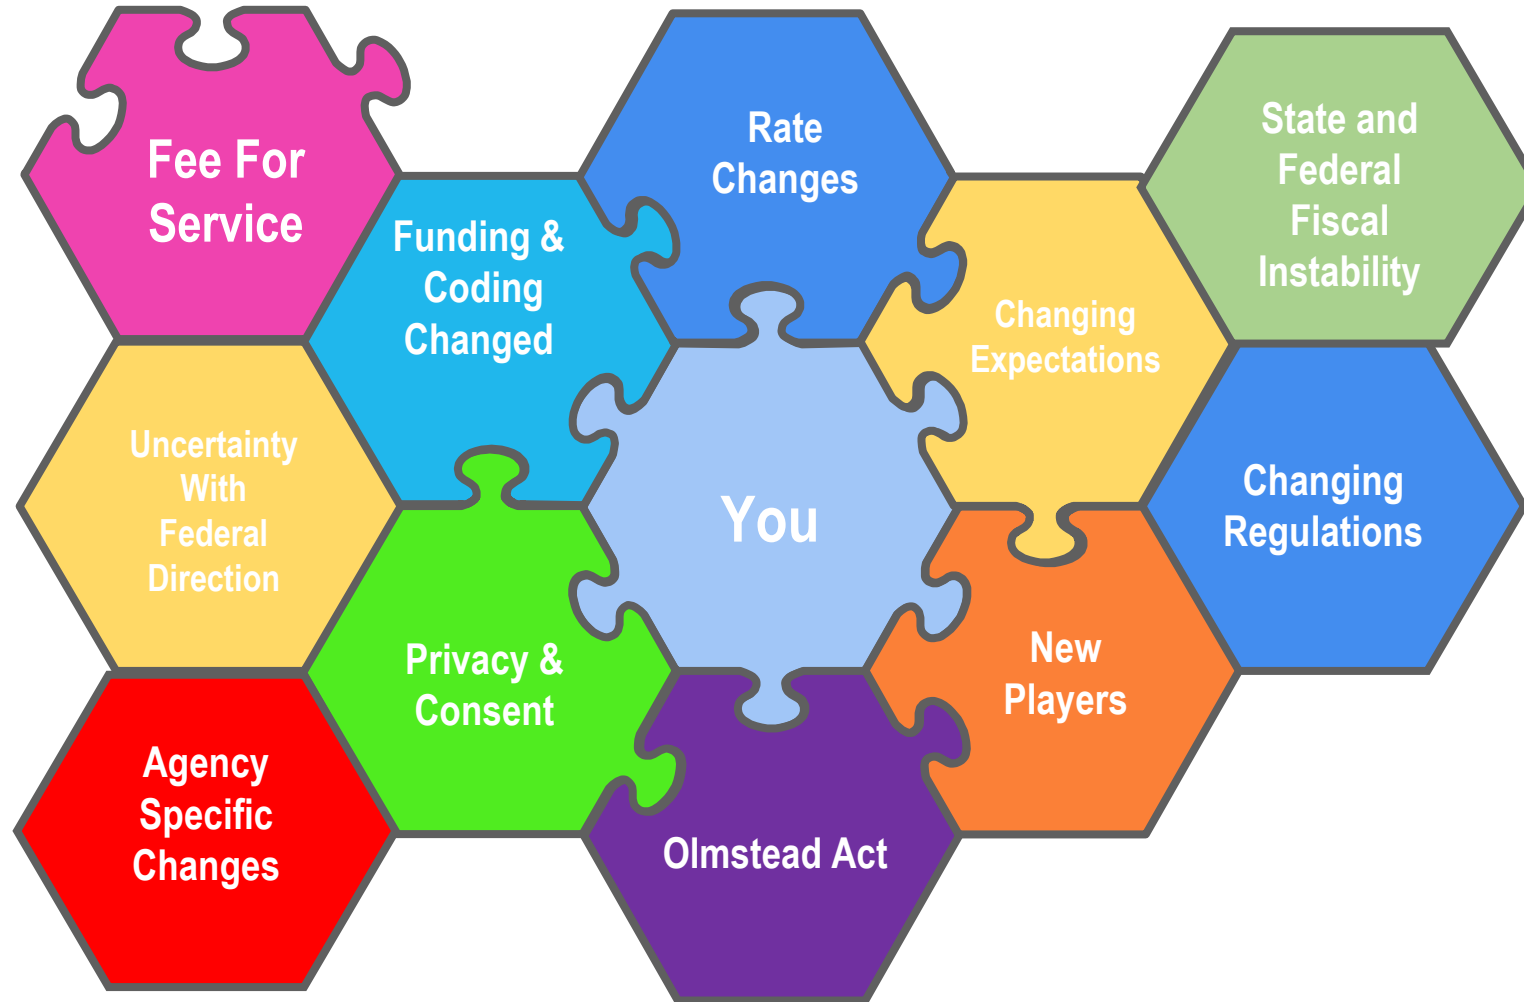 Fee For
Service
Funding &
Coding
Changed
Rate
Changes
Changing
Expectations
State and
Federal
Fiscal
Instability
Uncertainty
With
Federal
Direction
You
Changing
Regulations
Privacy &
Consent
New
Players
Agency
Specific
Changes
Olmstead Act